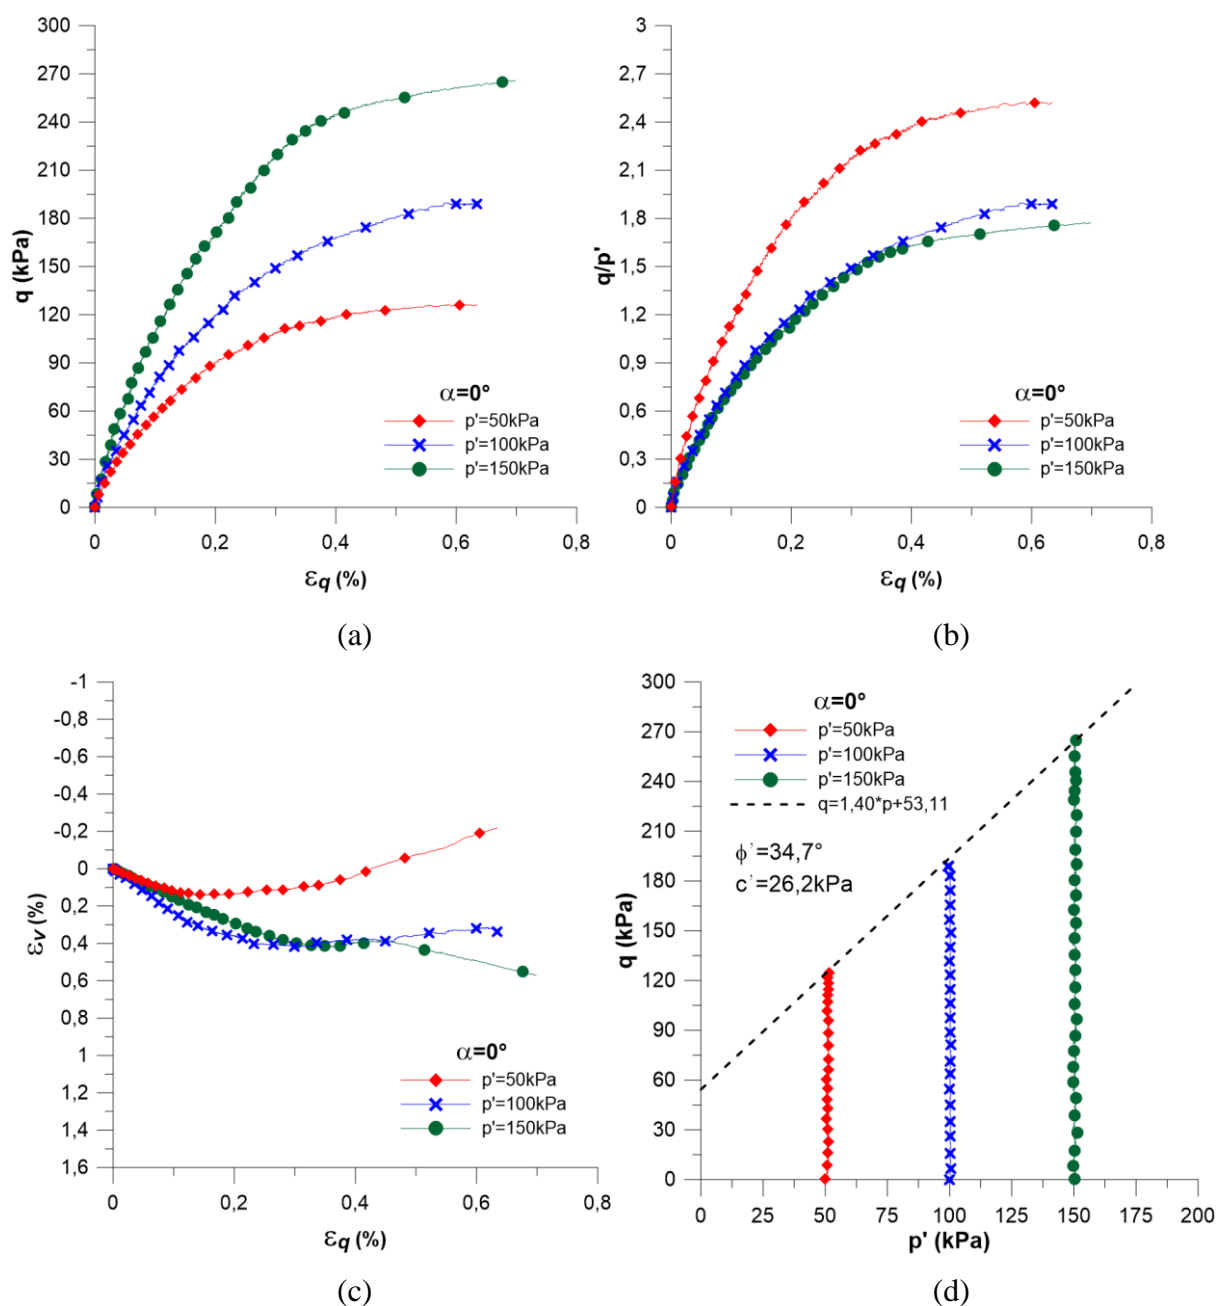 300
270
240
210
180
150
120
90
60
30
0
q (kPa)
0
0,2
0,4
0,6
0,8
εq (%)
α=0°
p'=50kPa
p'=100kPa
p'=150kPa
(a)
3
2,7
2,4
2,1
1,8
1,5
1,2
0,9
0,6
0,3
0
q/p'
0
0,2
0,4
0,6
0,8
εq (%)
α=0°
p'=50kPa
p'=100kPa
p'=150kPa
(b)
-1
-0,8
-0,6
-0,4
-0,2
0
0,2
0,4
0,6
0,8
1
1,2
1,4
1,6
εv (%)
0
0,2
0,4
0,6
0,8
εq (%)
α=0°
p'=50kPa
p'=100kPa
p'=150kPa
(c)
300
270
240
210
180
150
120
90
60
30
0
q (kPa)
0
25
50
75
100
125
150
175
200
p' (kPa)
α=0°
p'=50kPa
p'=100kPa
p'=150kPa
q=1,40*p+53,11
ϕ'=34,7°
c'=26,2kPa
(d)